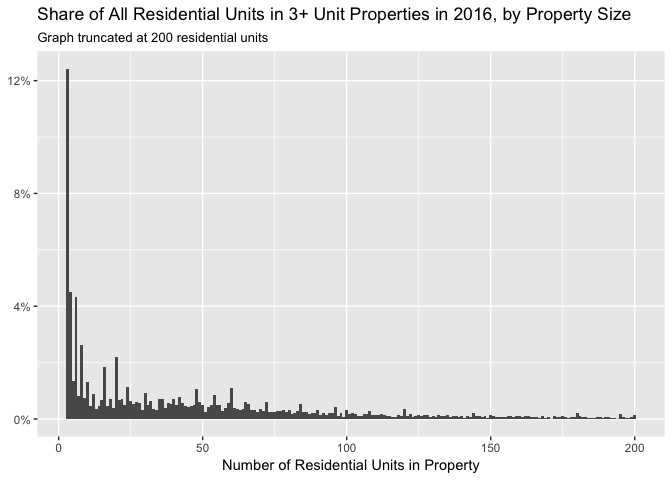 Share of All Residential Units in 3+ Unit Properties in 2016, by Property Size
Graph truncated at 200 residential units
12%
8%
4%
0%
0 50 100 150 200
Number of Residential Units in Property